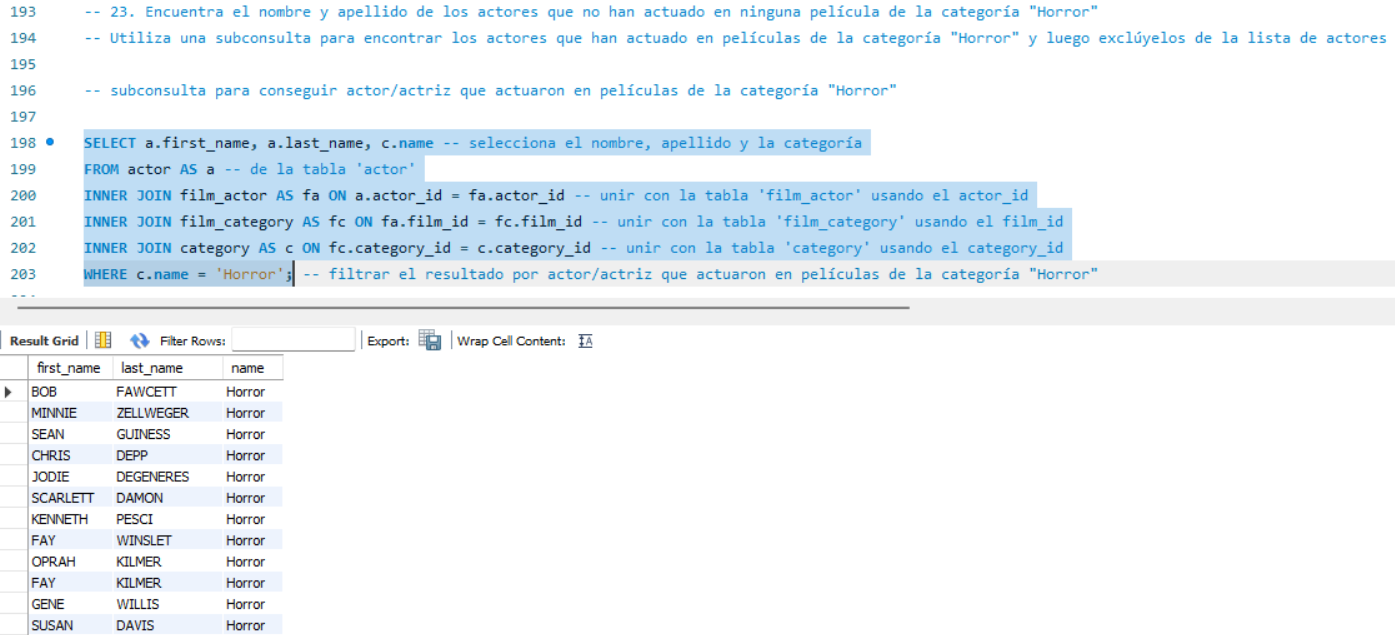 193 -- 23. Encuentra el nombre y apellido de los actores que no han actuado en ninguna película de la categoría "Horror"
194 -- Utiliza una subconsulta para encontrar los actores que han actuado en películas de la categoría "Horror" y luego exclúyelos de la lista de actores
195
196 -- subconsulta para conseguir actor/actriz que actuaron en películas de la categoría "Horror"
197
198 SELECT a.first_name, a.last_name, c.name -- selecciona el nombre, apellido y la categoría
199 FROM actor AS a -- de la tabla 'actor'
200 INNER JOIN film_actor AS fa ON a.actor_id = fa.actor_id -- unir con la tabla 'film_actor' usando el actor_id
201 INNER JOIN film_category AS fc ON fa.film_id = fc.film_id -- unir con la tabla 'film_category' usando el film_id
202 INNER JOIN category AS c ON fc.category_id = c.category_id -- unir con la tabla 'category' usando el category_id
203 WHERE c.name = 'Horror'; -- filtrar el resultado por actor/actriz que actuaron en películas de la categoría "Horror"
Result Grid Filter Rows: Export: Wrap Cell Content:
first_name last_name name
BOB FAWCETT Horror
MINNIE ZELLWEGER Horror
SEAN GUINESS Horror
CHRIS DEPP Horror
JODIE DEGENERES Horror
SCARLETT DAMON Horror
KENNETH PESCI Horror
FAY WINSLET Horror
OPRAH KILMER Horror
FAY KILMER Horror
GENE WILLIS Horror
SUSAN DAVIS Horror